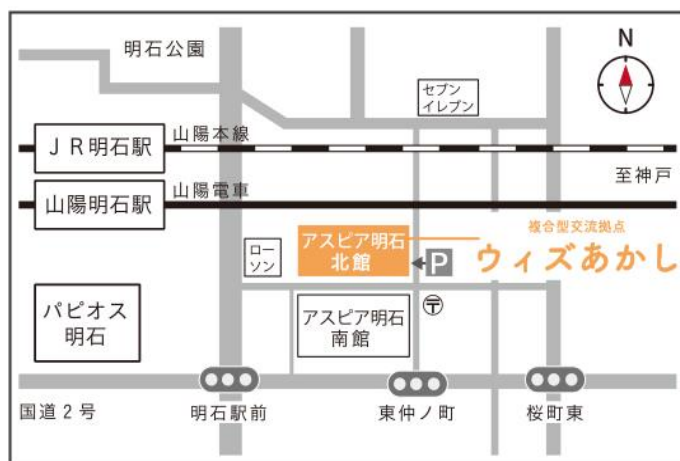 明石公園
N
セブン
イレブン
山陽本線
JR明石駅
至神戸
山陽電車
山陽明石駅
複合型交流拠点
ウィズあかし
アスピア明石
北館
ロー
ソン
P
パピオス
明石
アスピア明石
南館
〒
国道2号
明石駅前
東仲ノ町
桜町東